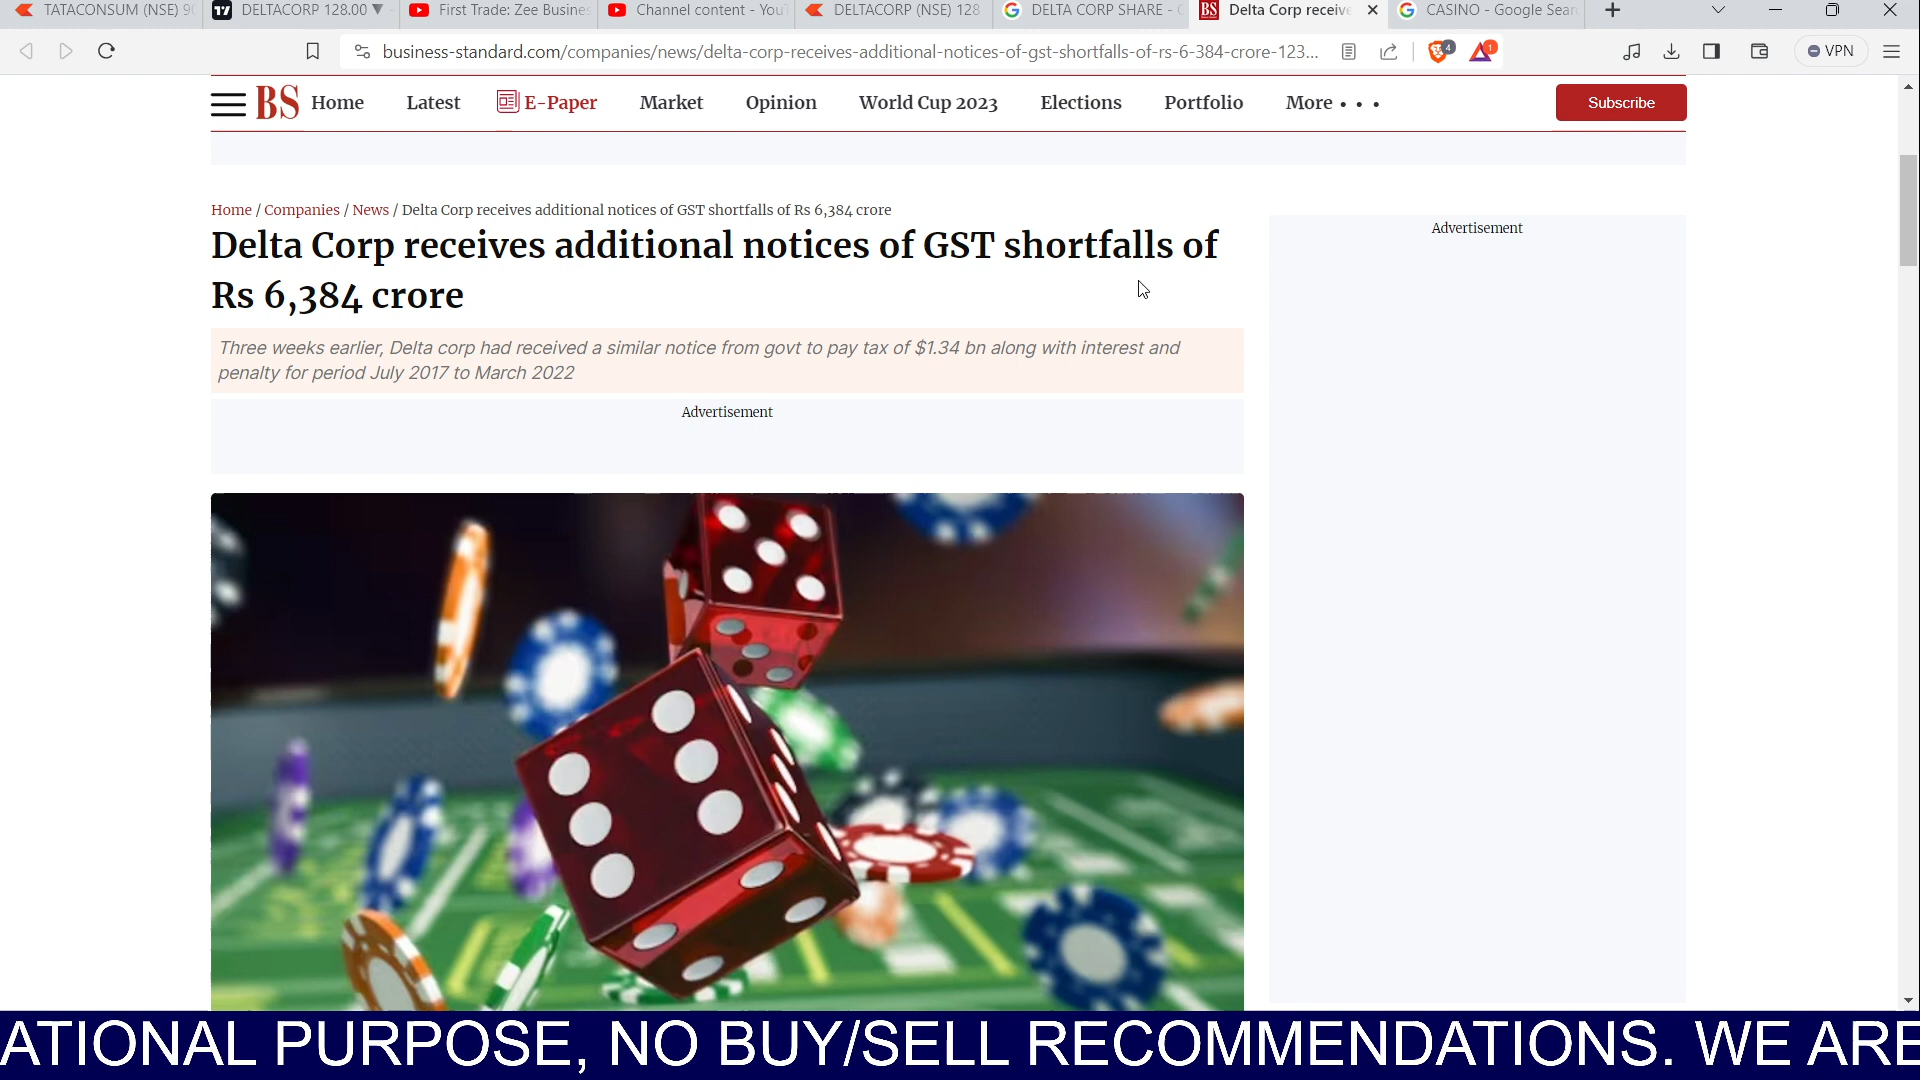 TATACONSUM (NSE) 90
DELTACORP 128.00 ▼
First Trade: Zee Busines
Channel content - YouT
DELTACORP (NSE) 128
DELTA CORP SHARE - G
Delta Corp receive
CASINO - Google Sear
business-standard.com/companies/news/delta-corp-receives-additional-notices-of-gst-shortfalls-of-rs-6-384-crore-123...
4
1
VPN
BS Home Latest E-Paper Market Opinion World Cup 2023 Elections Portfolio More • • •
Subscribe
Home / Companies / News / Delta Corp receives additional notices of GST shortfalls of Rs 6,384 crore
Delta Corp receives additional notices of GST shortfalls of
Rs 6,384 crore
Three weeks earlier, Delta corp had received a similar notice from govt to pay tax of $1.34 bn along with interest and
penalty for period July 2017 to March 2022
Advertisement
Advertisement
ATIONAL PURPOSE, NO BUY/SELL RECOMMENDATIONS. WE ARE